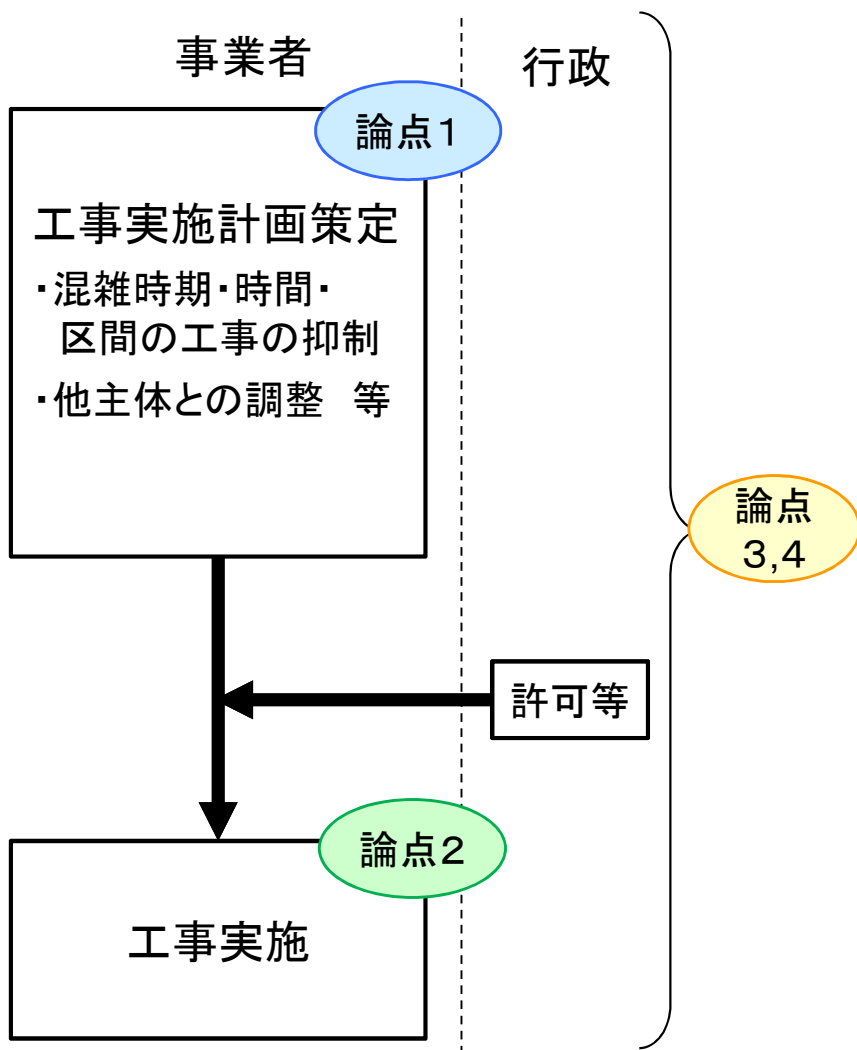 事業者
行政
論点1
工事実施計画策定
・混雑時期・時間・
区間の工事の抑制
・他主体との調整　等
論点
3,4
許可等
論点2
工事実施